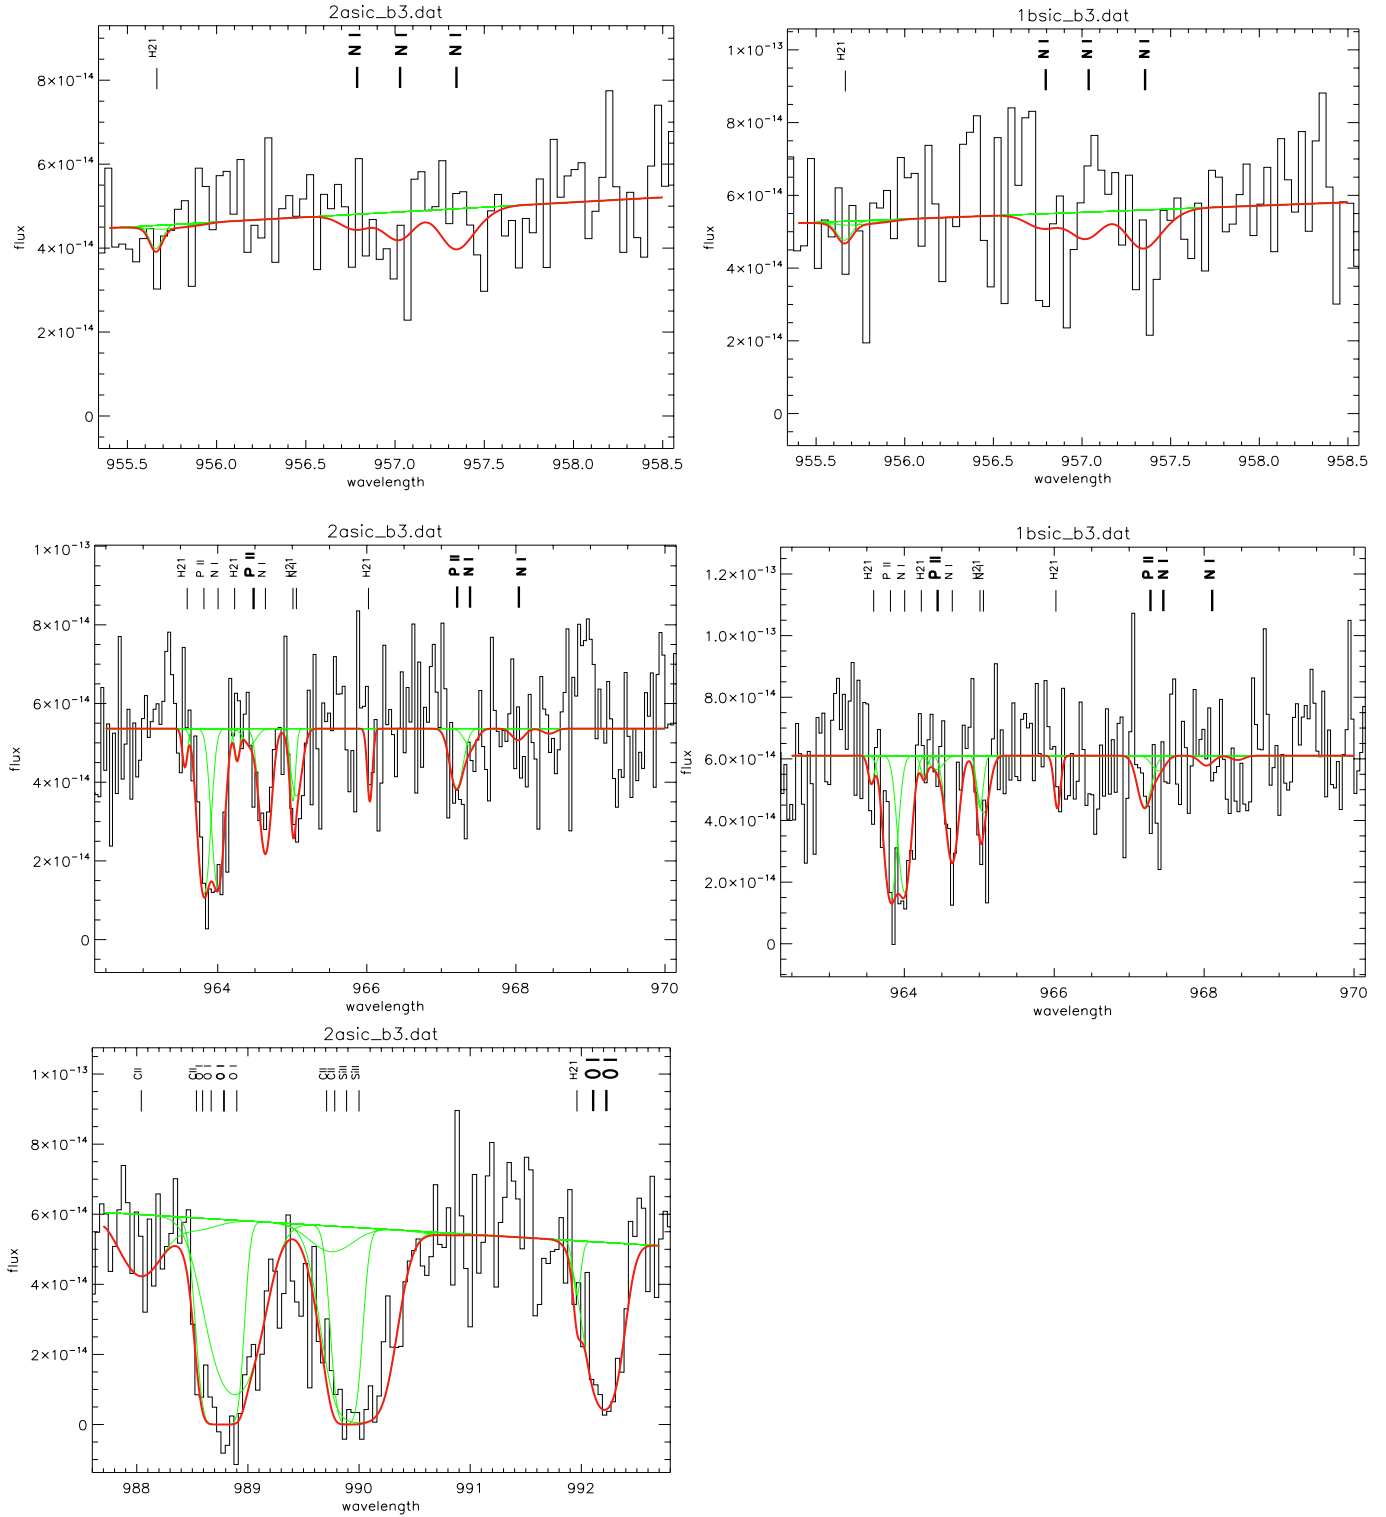 2asic_b3.dat
H21 N I N I N I
8×10⁻¹⁴
6×10⁻¹⁴
4×10⁻¹⁴
2×10⁻¹⁴
0
flux
955.5 956.0 956.5 957.0 957.5 958.0 958.5
wavelength
1bsic_b3.dat
H21 N I N I N I
1×10⁻¹³
8×10⁻¹⁴
6×10⁻¹⁴
4×10⁻¹⁴
2×10⁻¹⁴
0
flux
955.5 956.0 956.5 957.0 957.5 958.0 958.5
wavelength
2asic_b3.dat
H21 P II N I H21 P II N I H21 N I H21 P II N I N I
1×10⁻¹³
8×10⁻¹⁴
6×10⁻¹⁴
4×10⁻¹⁴
2×10⁻¹⁴
0
flux
964 966 968 970
wavelength
1bsic_b3.dat
H21 P II N I H21 P II N I H21 N I H21 P II N I N I
1.2×10⁻¹³
1.0×10⁻¹³
8.0×10⁻¹⁴
6.0×10⁻¹⁴
4.0×10⁻¹⁴
2.0×10⁻¹⁴
0
flux
964 966 968 970
wavelength
2asic_b3.dat
CII CII O I O I O I O I CII CII SiII SiII H21 O I O I
1×10⁻¹³
8×10⁻¹⁴
6×10⁻¹⁴
4×10⁻¹⁴
2×10⁻¹⁴
0
flux
988 989 990 991 992
wavelength